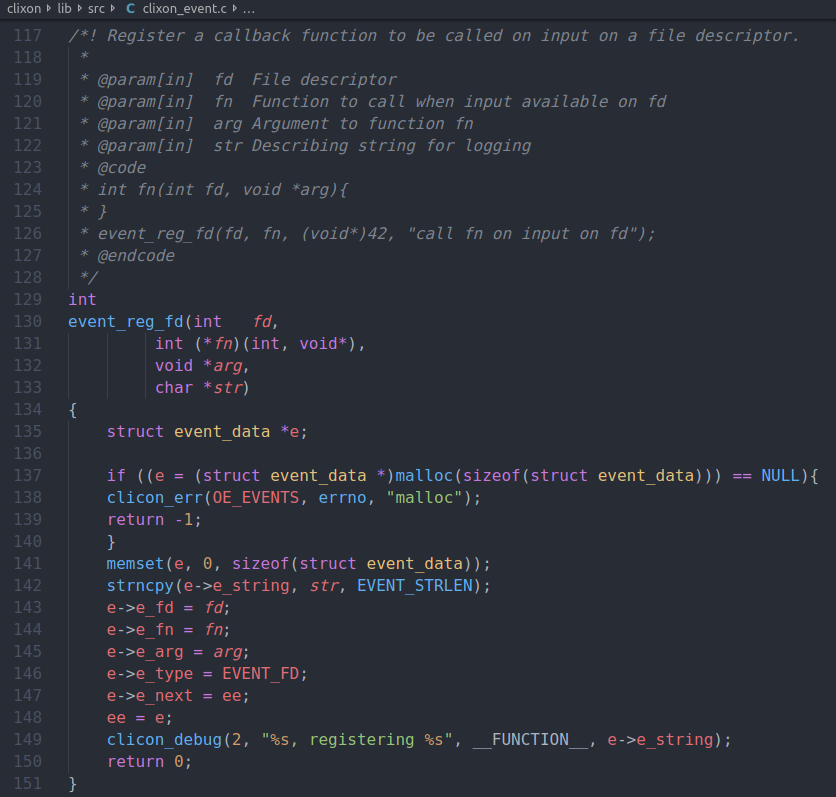 clixon › lib › src › C clixon_event.c › ...
117 /*! Register a callback function to be called on input on a file descriptor.
118  *
119  * @param[in]  fd  File descriptor
120  * @param[in]  fn  Function to call when input available on fd
121  * @param[in]  arg Argument to function fn
122  * @param[in]  str Describing string for logging
123  * @code
124  * int fn(int fd, void *arg){
125  * }
126  * event_reg_fd(fd, fn, (void*)42, "call fn on input on fd");
127  * @endcode
128  */
129 int
130 event_reg_fd(int   fd,
131          int (*fn)(int, void*),
132          void *arg,
133          char *str)
134 {
135     struct event_data *e;
136
137     if ((e = (struct event_data *)malloc(sizeof(struct event_data))) == NULL){
138     clicon_err(OE_EVENTS, errno, "malloc");
139     return -1;
140     }
141     memset(e, 0, sizeof(struct event_data));
142     strncpy(e->e_string, str, EVENT_STRLEN);
143     e->e_fd = fd;
144     e->e_fn = fn;
145     e->e_arg = arg;
146     e->e_type = EVENT_FD;
147     e->e_next = ee;
148     ee = e;
149     clicon_debug(2, "%s, registering %s", __FUNCTION__, e->e_string);
150     return 0;
151 }